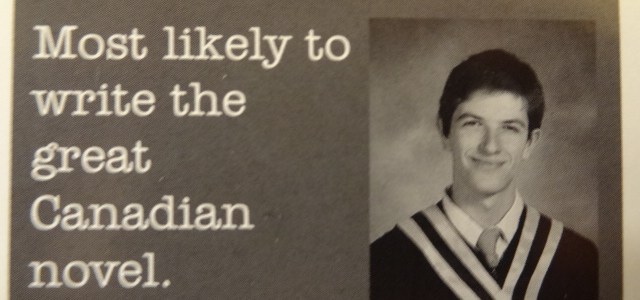 Most likely to
write the
great
Canadian
novel.